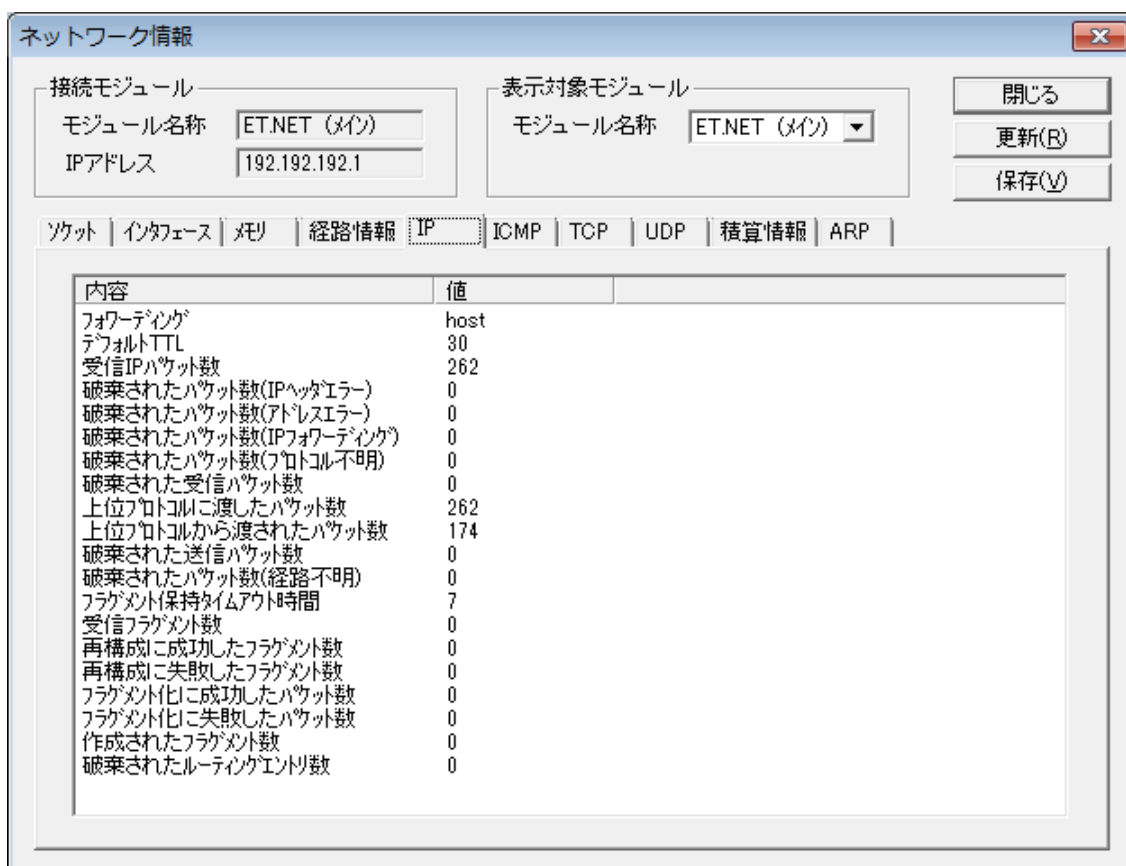 ネットワーク情報
接続モジュール
モジュール名称 ET.NET (メイン)
IPアドレス 192.192.192.1
表示対象モジュール
モジュール名称 ET.NET (メイン)
閉じる
更新(R)
保存(V)
ソケット インタフェース メモリ 経路情報 IP ICMP TCP UDP 積算情報 ARP
内容 値
フォワーディング host
デフォルトTTL 30
受信IPパケット数 262
破棄されたパケット数(IPヘッダエラー) 0
破棄されたパケット数(アドレスエラー) 0
破棄されたパケット数(IPフォワーディング) 0
破棄されたパケット数(プロトコル不明) 0
破棄された受信パケット数 0
上位プロトコルに渡したパケット数 262
上位プロトコルから渡されたパケット数 174
破棄された送信パケット数 0
破棄されたパケット数(経路不明) 0
フラグメント保持タイムアウト時間 7
受信フラグメント数 0
再構成に成功したフラグメント数 0
再構成に失敗したフラグメント数 0
フラグメント化に成功したパケット数 0
フラグメント化に失敗したパケット数 0
作成されたフラグメント数 0
破棄されたルーティングエントリ数 0